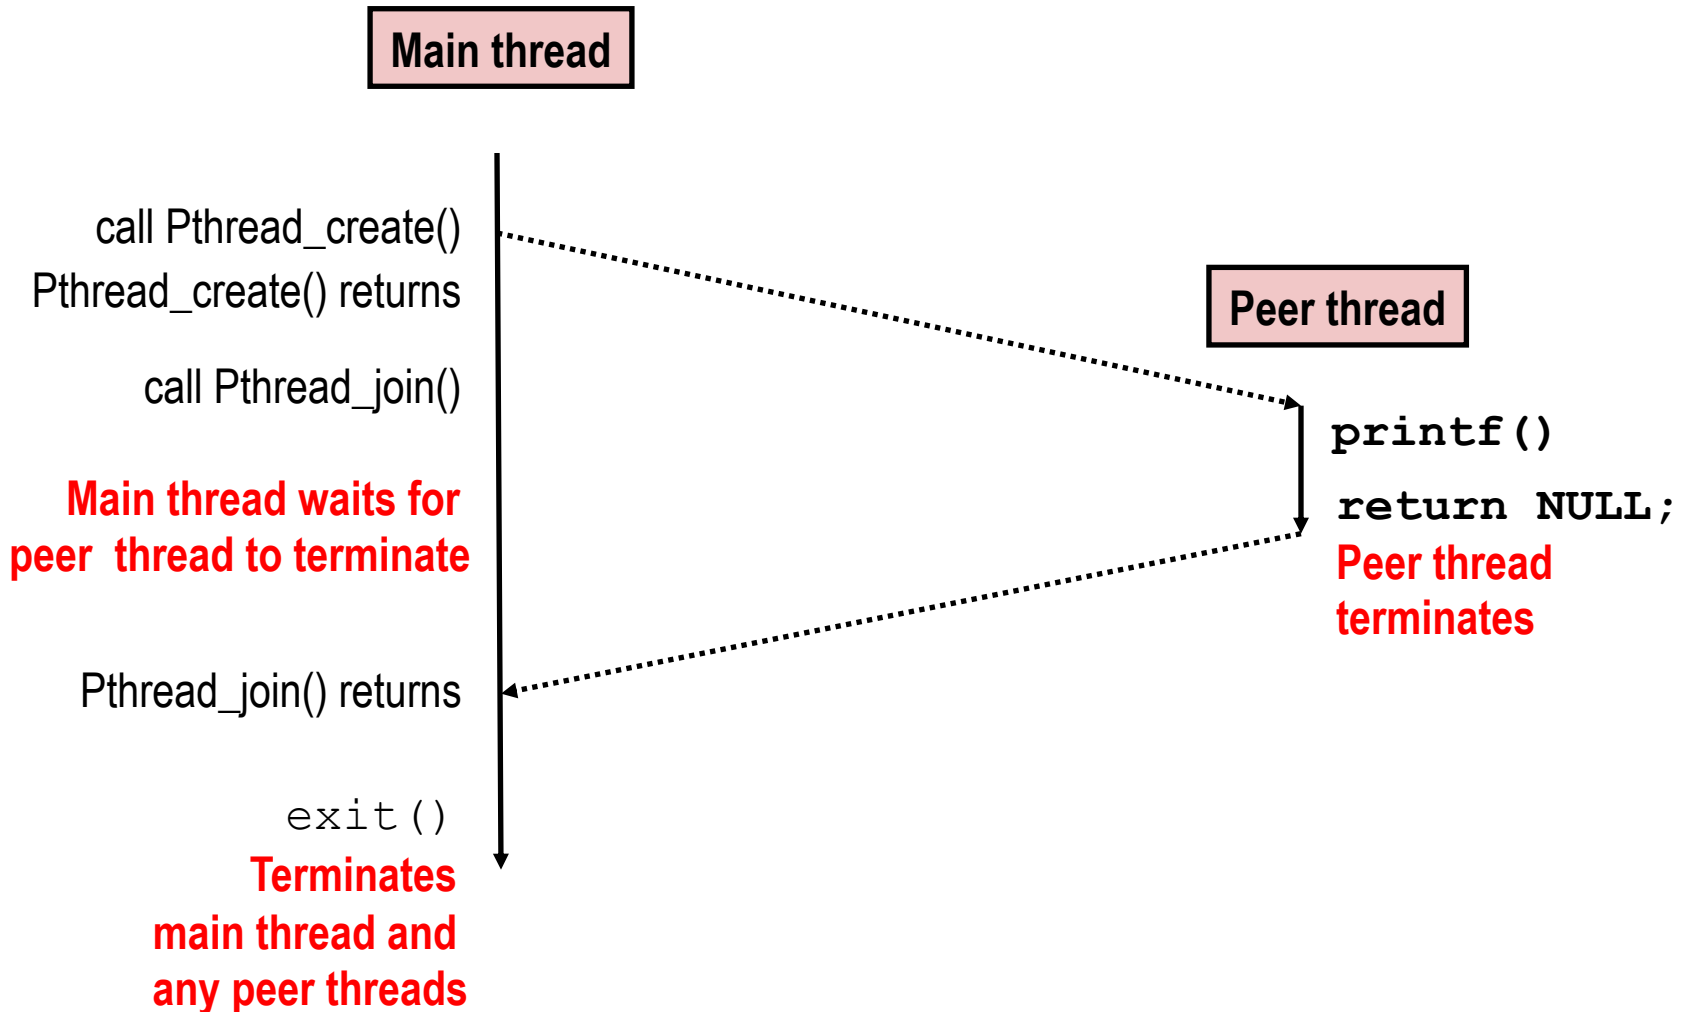 Main thread
call Pthread_create()
Pthread_create() returns
call Pthread_join()
Main thread waits for
peer thread to terminate
Pthread_join() returns
exit()
Terminates
main thread and
any peer threads
Peer thread
printf()
return NULL;
Peer thread
terminates